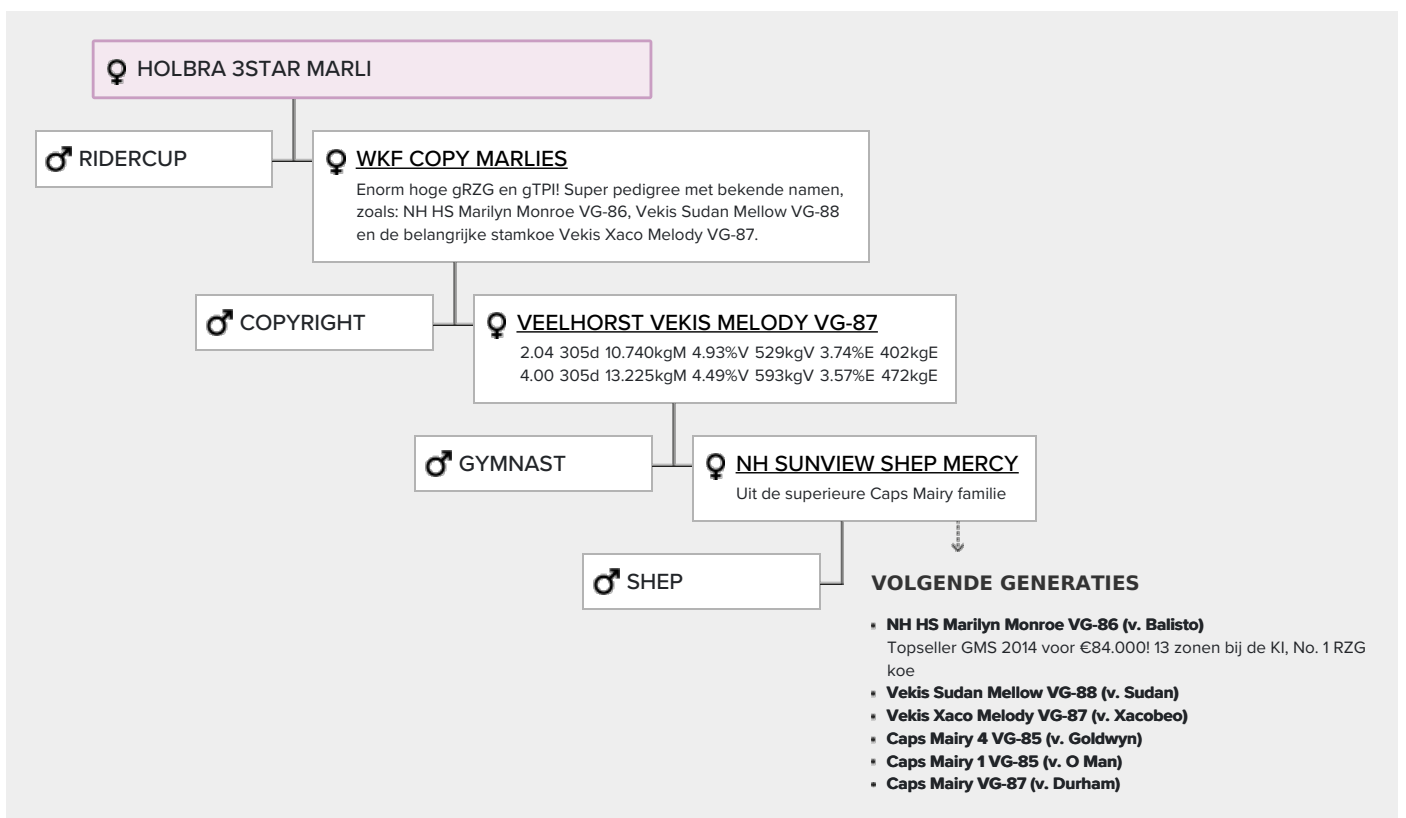 HOLBRA 3STAR MARLI
RIDERCUP
WKF COPY MARLIES
Enorm hoge gRZG en gTPI! Super pedigree met bekende namen,
zoals: NH HS Marilyn Monroe VG-86, Vekis Sudan Mellow VG-88
en de belangrijke stamkoe Vekis Xaco Melody VG-87.
COPYRIGHT
VEELHORST VEKIS MELODY VG-87
2.04 305d 10.740kgM 4.93%V 529kgV 3.74%E 402kgE
4.00 305d 13.225kgM 4.49%V 593kgV 3.57%E 472kgE
GYMNAST
NH SUNVIEW SHEP MERCY
Uit de superieure Caps Mairy familie
SHEP
VOLGENDE GENERATIES
NH HS Marilyn Monroe VG-86 (v. Balisto)
Topseller GMS 2014 voor €84.000! 13 zonen bij de KI, No. 1 RZG
koe
Vekis Sudan Mellow VG-88 (v. Sudan)
Vekis Xaco Melody VG-87 (v. Xacobeo)
Caps Mairy 4 VG-85 (v. Goldwyn)
Caps Mairy 1 VG-85 (v. O Man)
Caps Mairy VG-87 (v. Durham)